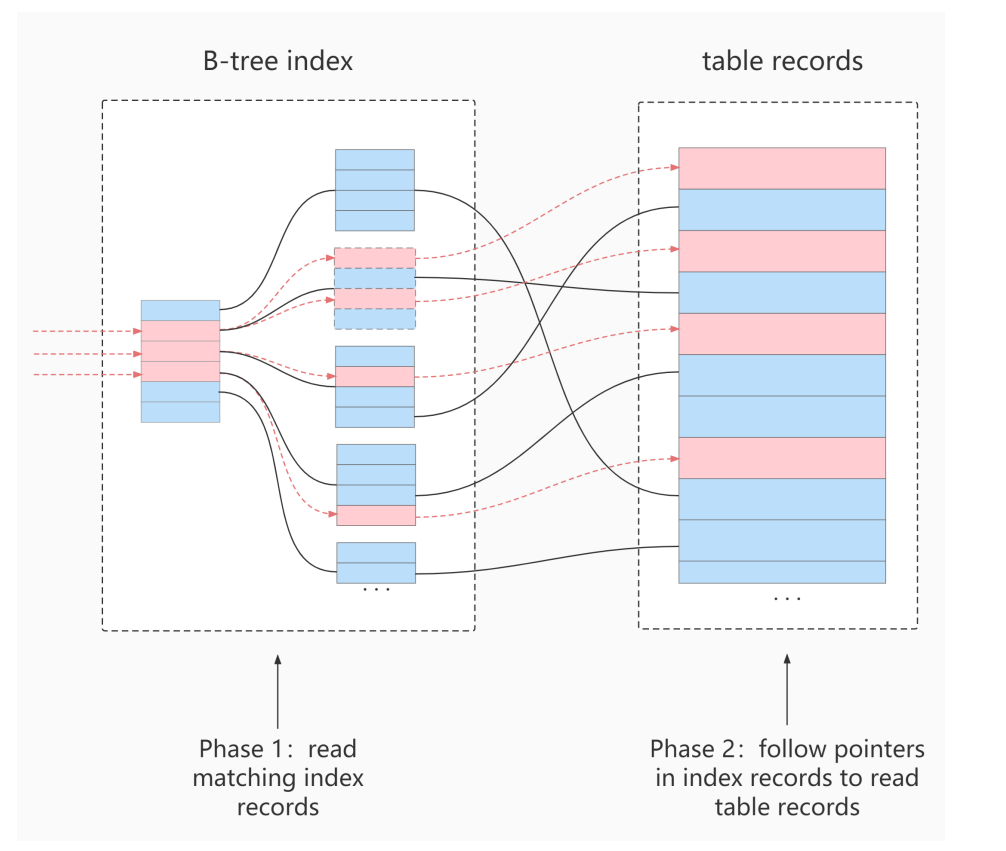 B-tree index
table records
...
...
Phase 1: read
matching index
records
Phase 2: follow pointers
in index records to read
table records